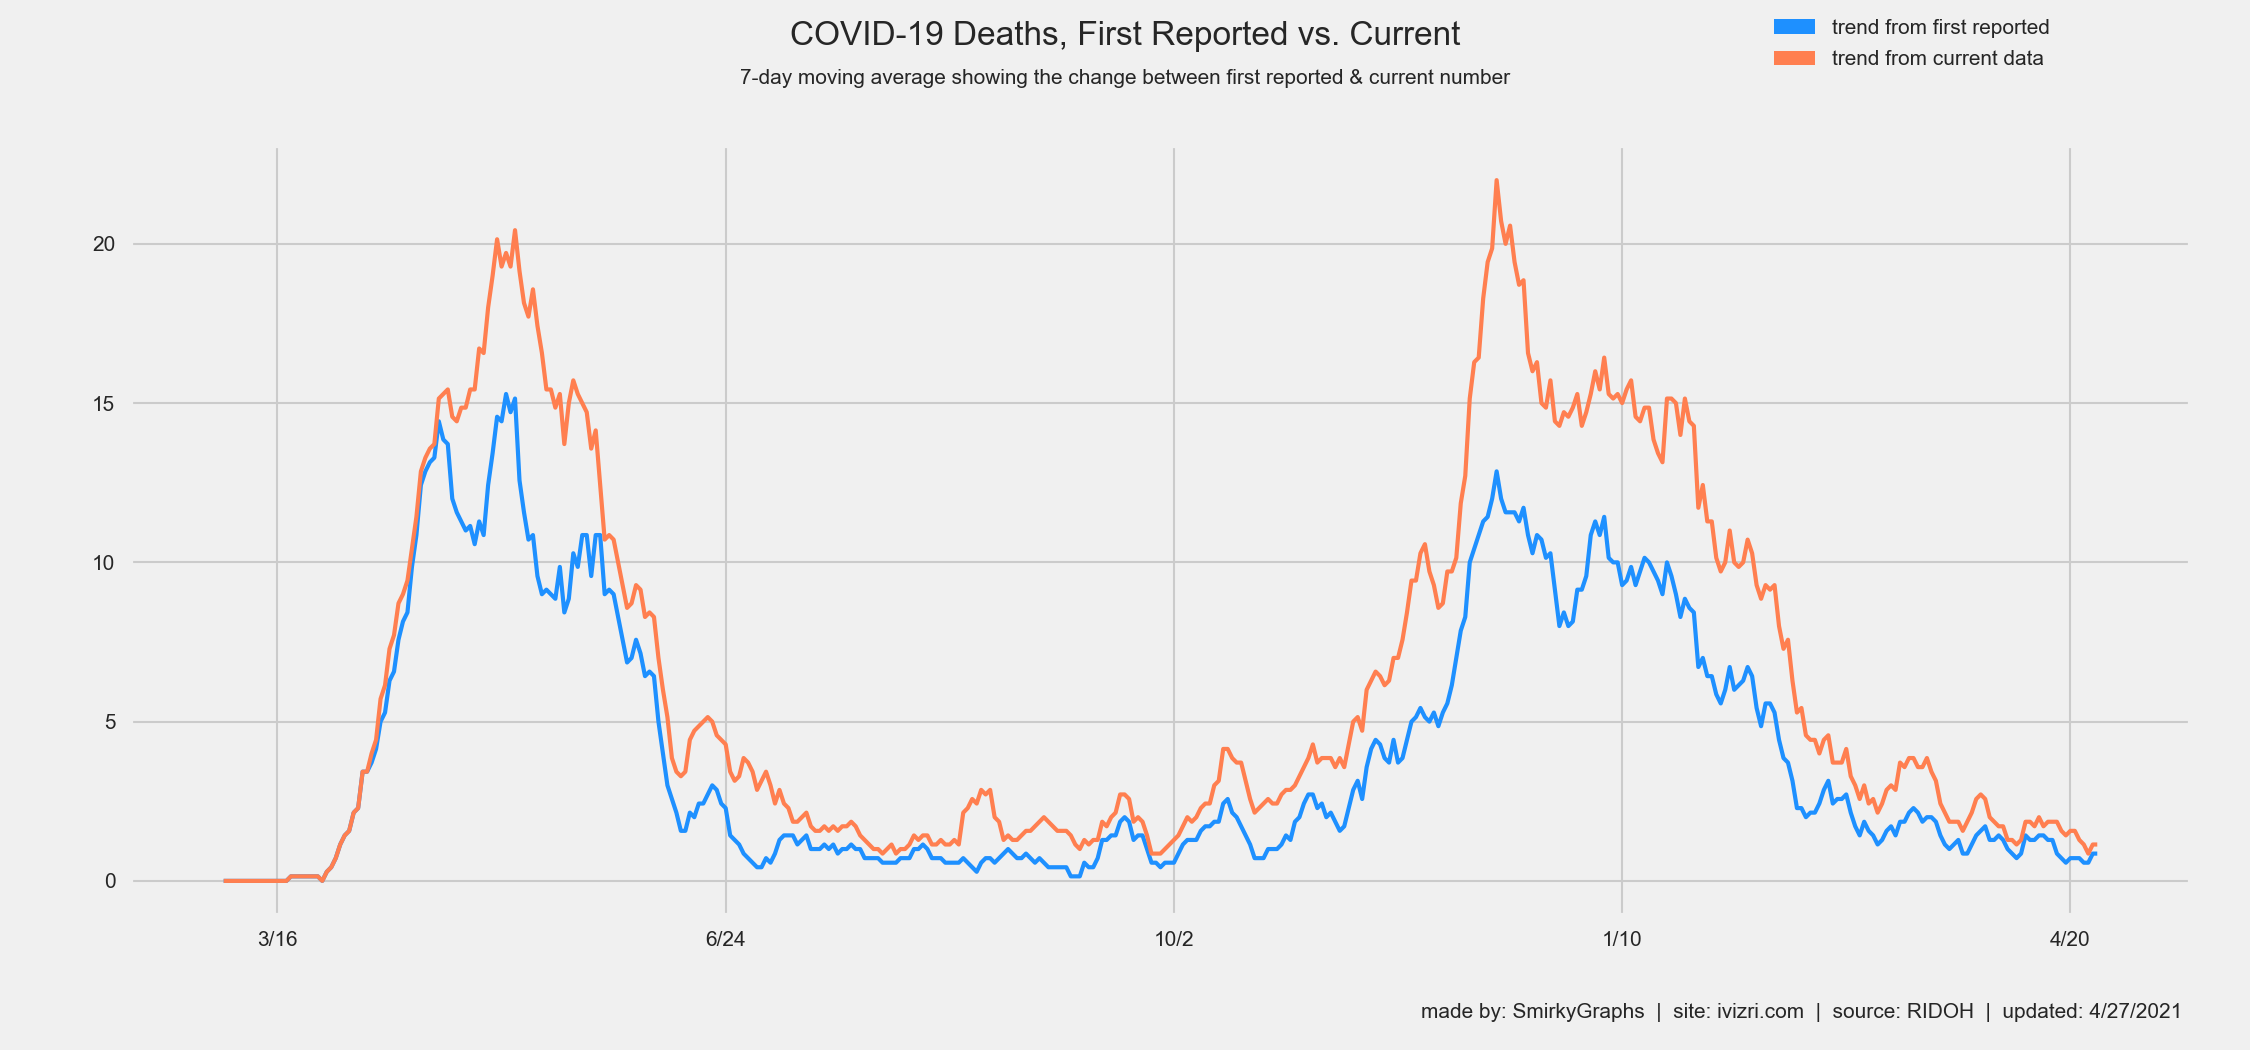 COVID-19 Deaths, First Reported vs. Current
7-day moving average showing the change between first reported & current number
trend from first reported
trend from current data
20
15
10
5
0
3/16
6/24
10/2
1/10
4/20
made by: SmirkyGraphs | site: ivizri.com | source: RIDOH | updated: 4/27/2021